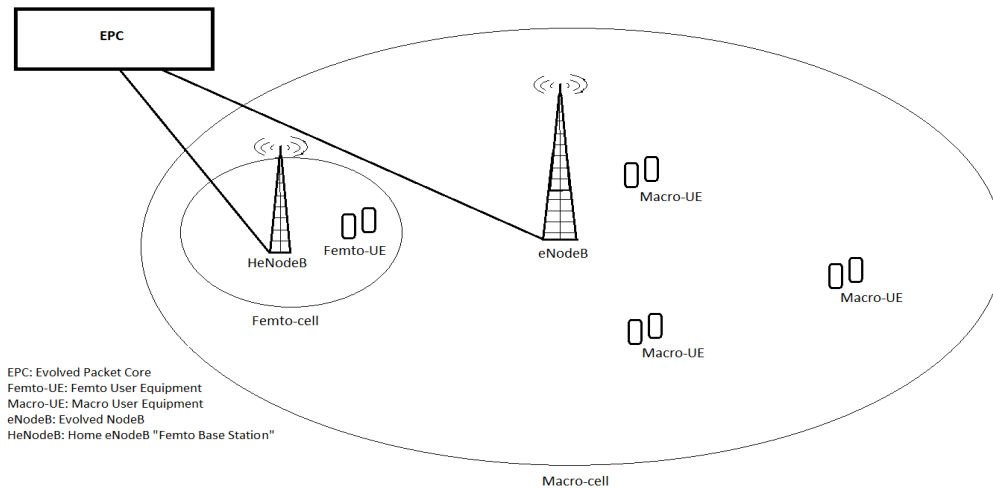 EPC
Macro-UE
HeNodeB
Femto-UE
eNodeB
Macro-UE
Femto-cell
Macro-UE
EPC: Evolved Packet Core
Femto-UE: Femto User Equipment
Macro-UE: Macro User Equipment
eNodeB: Evolved NodeB
HeNodeB: Home eNodeB "Femto Base Station"
Macro-cell